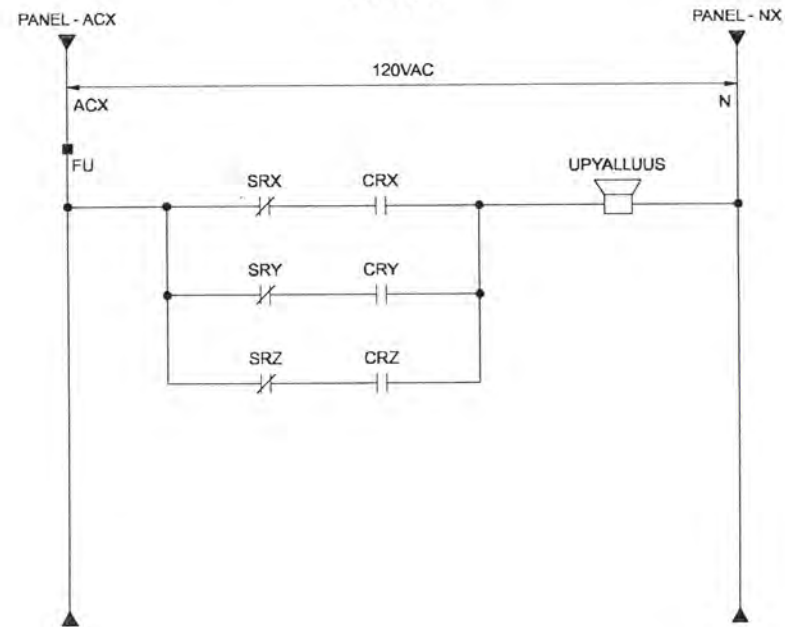 PANEL - ACX
PANEL - NX
120VAC
ACX
N
FU
SRX
CRX
UPYALLUUS
SRY
CRY
SRZ
CRZ